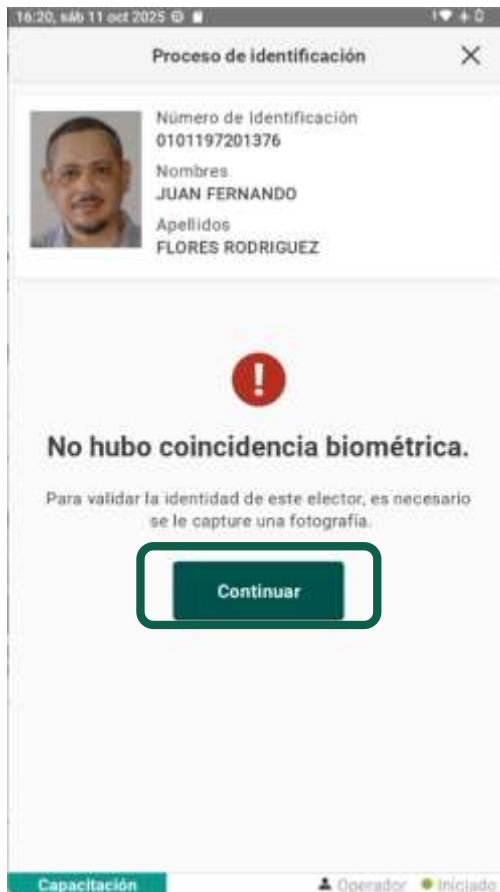 16:20, sáb 11 oct 2025
Proceso de identificación
Número de Identificación
0101197201376
Nombres
JUAN FERNANDO
Apellidos
FLORES RODRIGUEZ
No hubo coincidencia biométrica.
Para validar la identidad de este elector, es necesario
se le capture una fotografía.
Continuar
Capacitación Operador Iniciado